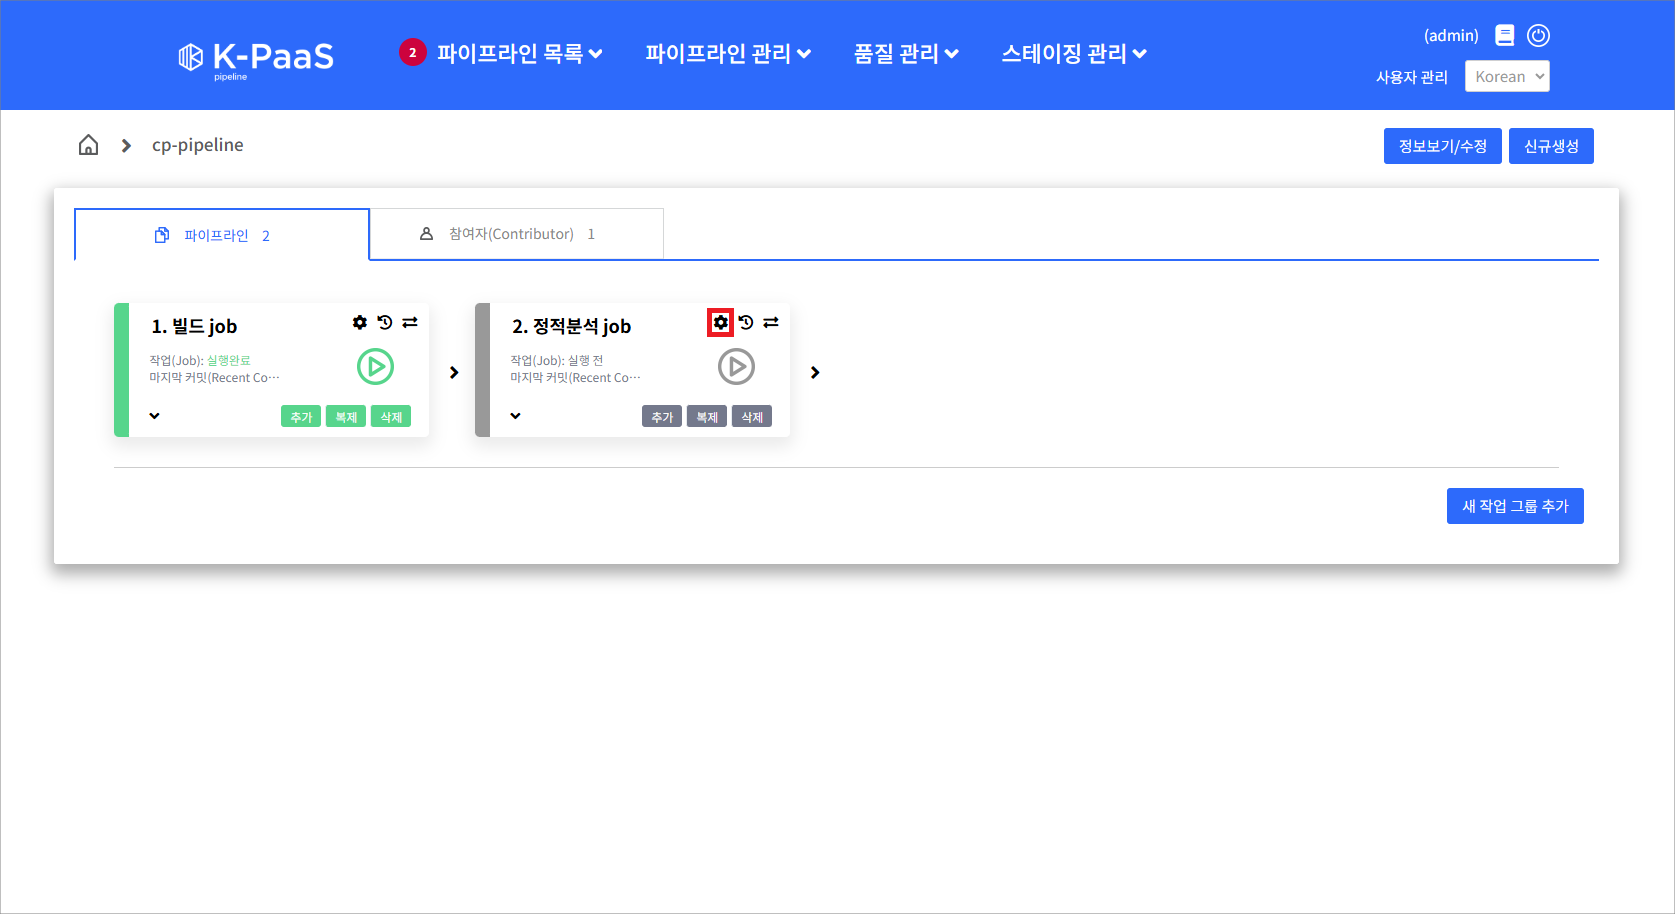 K-PaaS
pipeline
2 파이프라인 목록
파이프라인 관리
품질 관리
스테이징 관리
(admin)
사용자 관리
Korean
cp-pipeline
정보보기/수정
신규생성
파이프라인 2
참여자(Contributor) 1
1. 빌드 job
작업(Job): 실행완료
마지막 커밋(Recent Co…
추가 복제 삭제
2. 정적분석 job
작업(Job): 실행 전
마지막 커밋(Recent Co…
추가 복제 삭제
새 작업 그룹 추가